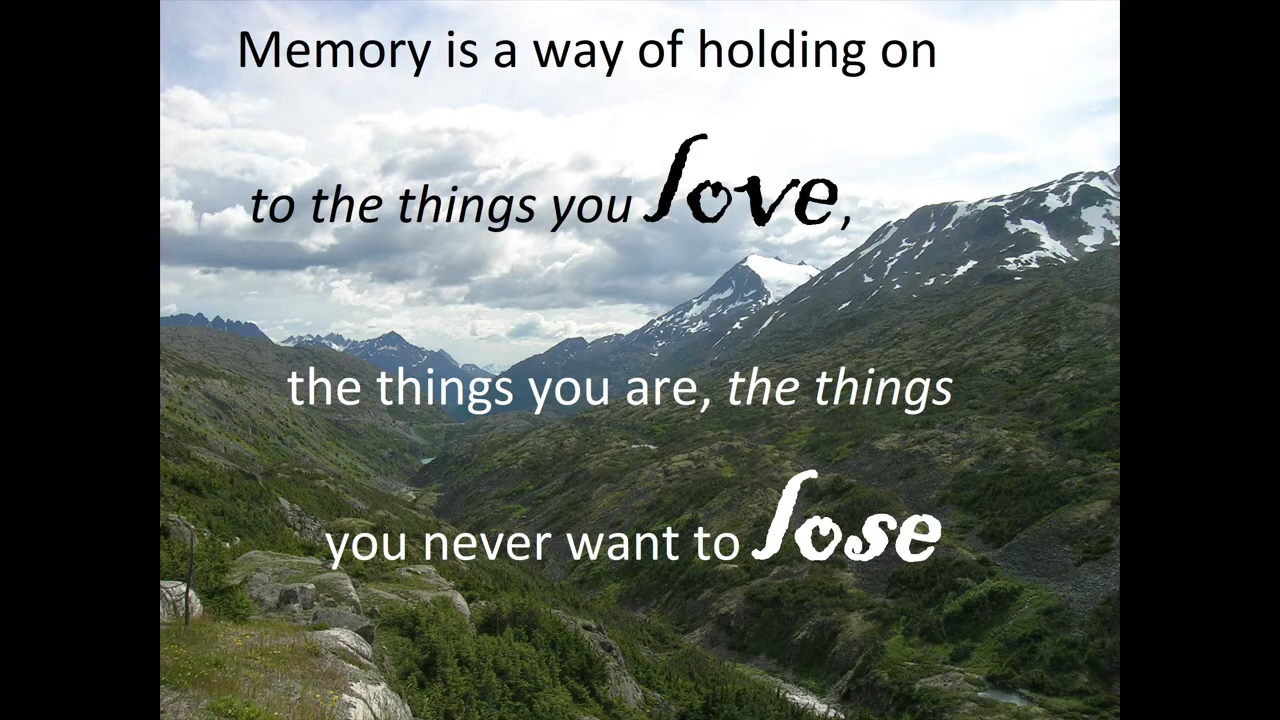 Memory is a way of holding on
to the things you love,
the things you are, the things
you never want to lose